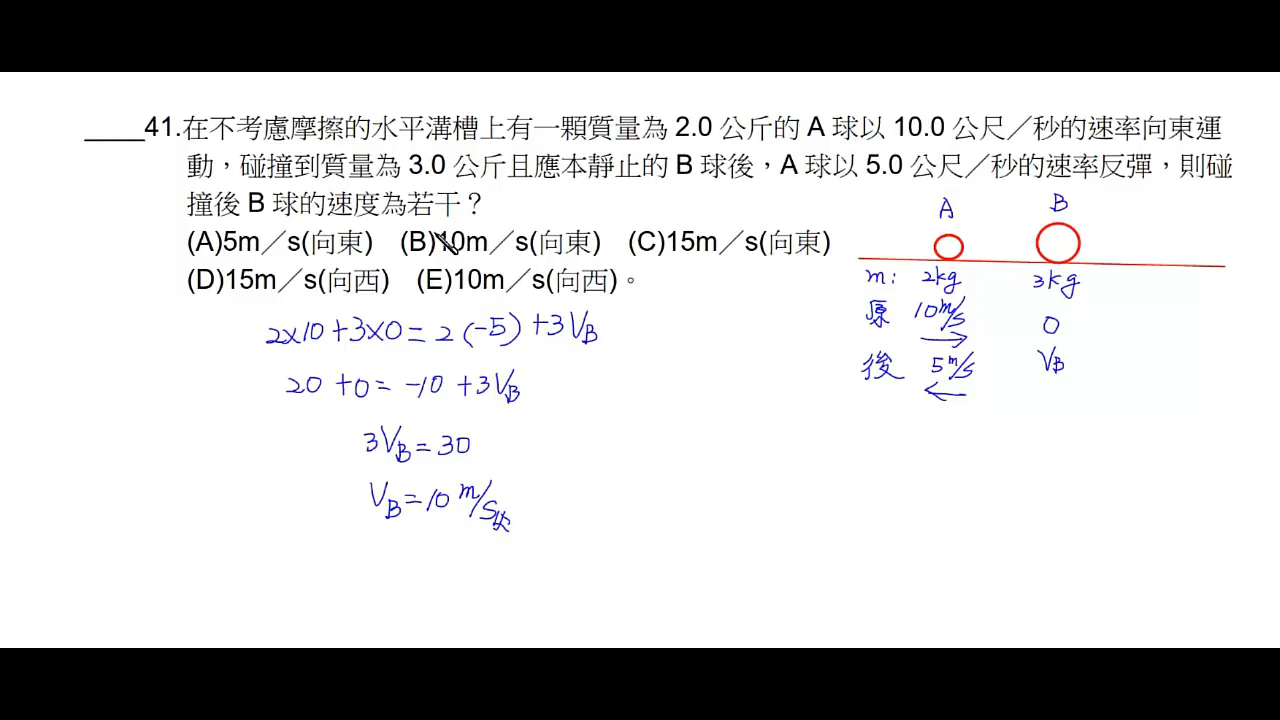 ____41.在不考慮摩擦的水平溝槽上有一顆質量為 2.0 公斤的 A 球以 10.0 公尺／秒的速率向東運
動，碰撞到質量為 3.0 公斤且應本靜止的 B 球後，A 球以 5.0 公尺／秒的速率反彈，則碰
撞後 B 球的速度為若干？
(A)5m／s(向東) (B)10m／s(向東) (C)15m／s(向東)
(D)15m／s(向西) (E)10m／s(向西)。
A B
m: 2kg 3kg
原 10m/s 0
後 5m/s VB
2x10+3x0=2(-5)+3VB
20+0=-10+3VB
3VB=30
VB=10m/s